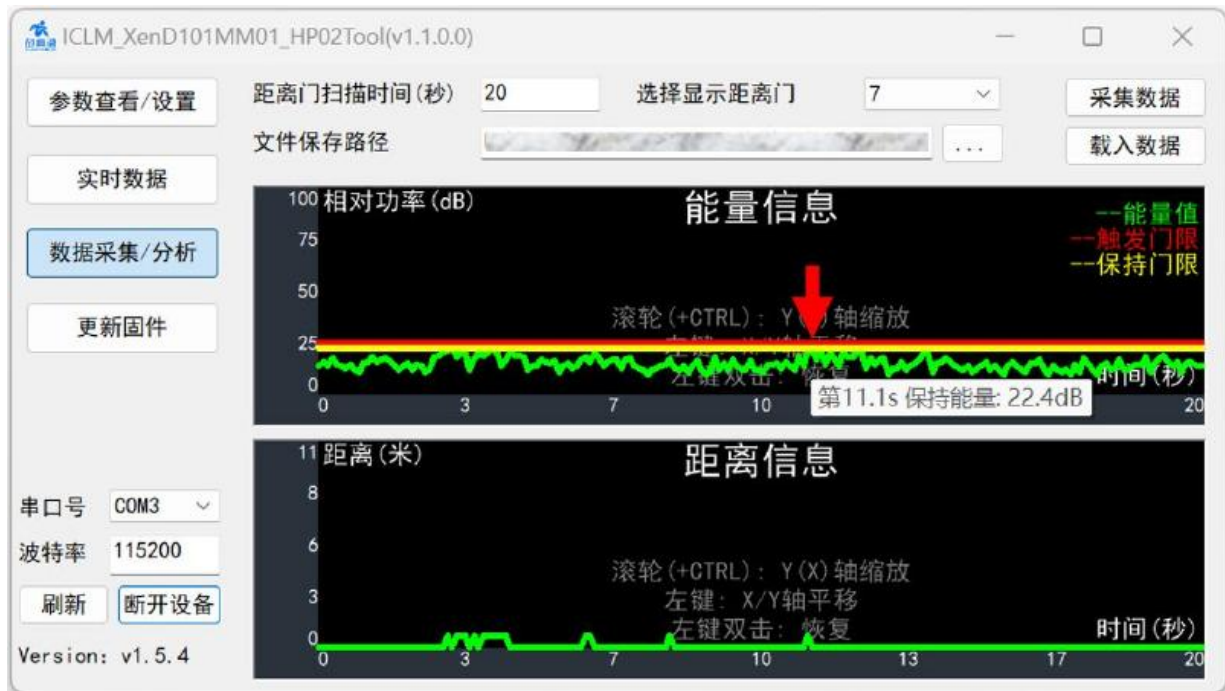 ICLM_XenD101MM01_HP02Tool(v1.1.0.0)
参数查看/设置
实时数据
数据采集/分析
更新固件
距离门扫描时间(秒) 20 选择显示距离门 7 采集数据
文件保存路径 ... 载入数据
能量信息
相对功率(dB)
--能量值
--触发门限
--保持门限
100
75
50
25
0
滚轮(+CTRL): Y 轴缩放
左键双击: 恢复
时间(秒)
第11.1s 保持能量: 22.4dB
0 3 7 10 20
距离信息
距离(米)
11
8
6
3
0
滚轮(+CTRL): Y(X)轴缩放
左键: X/Y轴平移
左键双击: 恢复
时间(秒)
0 3 7 10 13 17 20
串口号 COM3
波特率 115200
刷新 断开设备
Version: v1.5.4